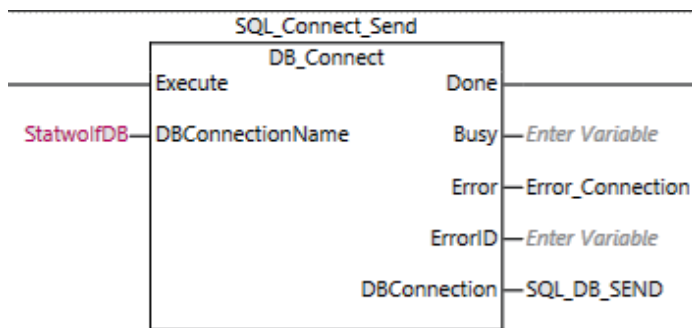 SQL_Connect_Send
DB_Connect
Execute Done
StatwolfDB DBConnectionName Busy Enter Variable
Error Error_Connection
ErrorID Enter Variable
DBConnection SQL_DB_SEND